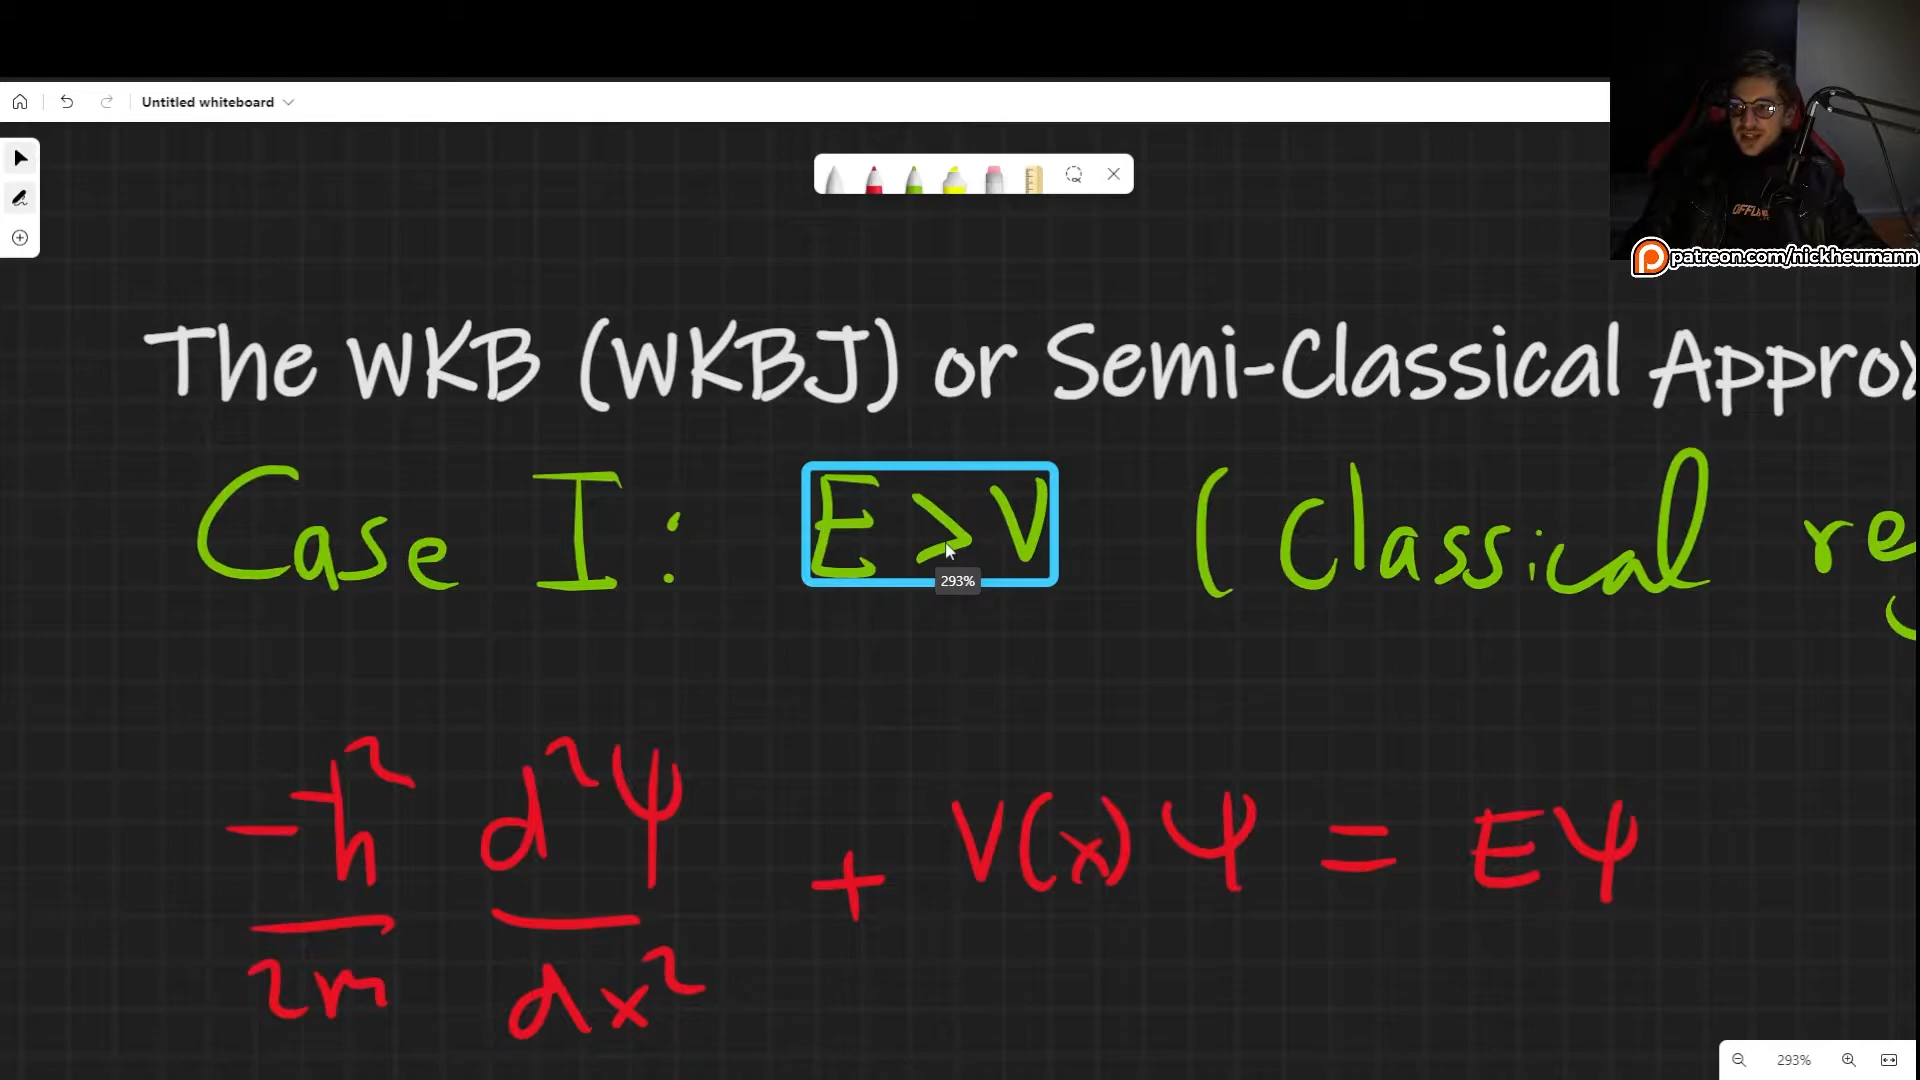 Untitled whiteboard
OFFLINE
patreon.com/nickheumann
The WKB (WKBJ) or Semi-Classical Approx
Case I: E > V (Classical re
293%
-ħ² d²ψ + V(x) ψ = Eψ
2m dx²
293%